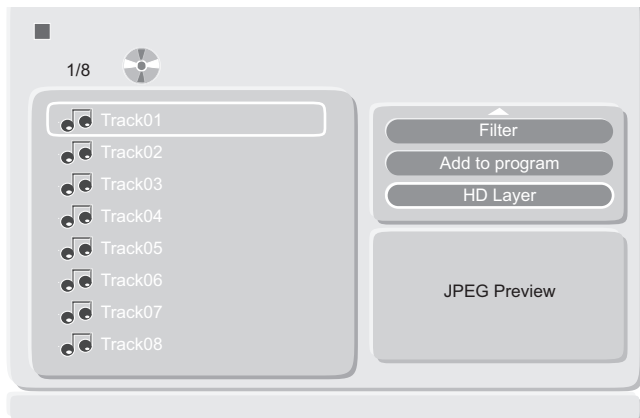 1/8
Track01
Track02
Track03
Track04
Track05
Track06
Track07
Track08
Filter
Add to program
HD Layer
JPEG Preview